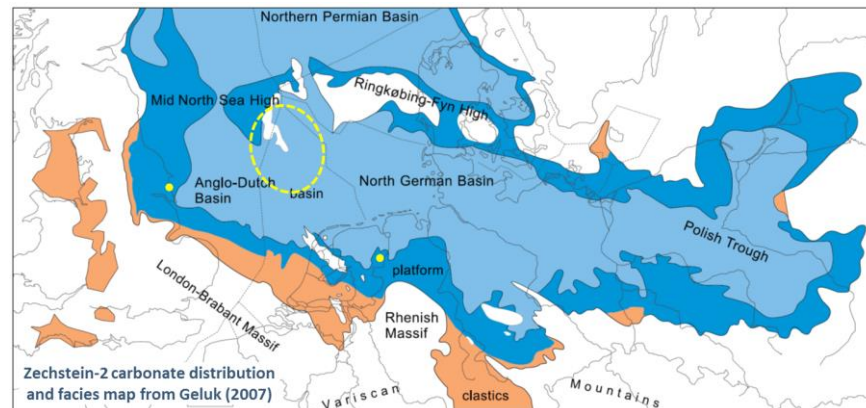 Northern Permian Basin
Mid North Sea High
Ringkøbing-Fyn High
Anglo-Dutch
Basin
basin
North German Basin
Polish Trough
platform
London-Brabant Massif
Rhenish
Massif
Zechstein-2 carbonate distribution
and facies map from Geluk (2007)
Variscan
Mountains
clastics